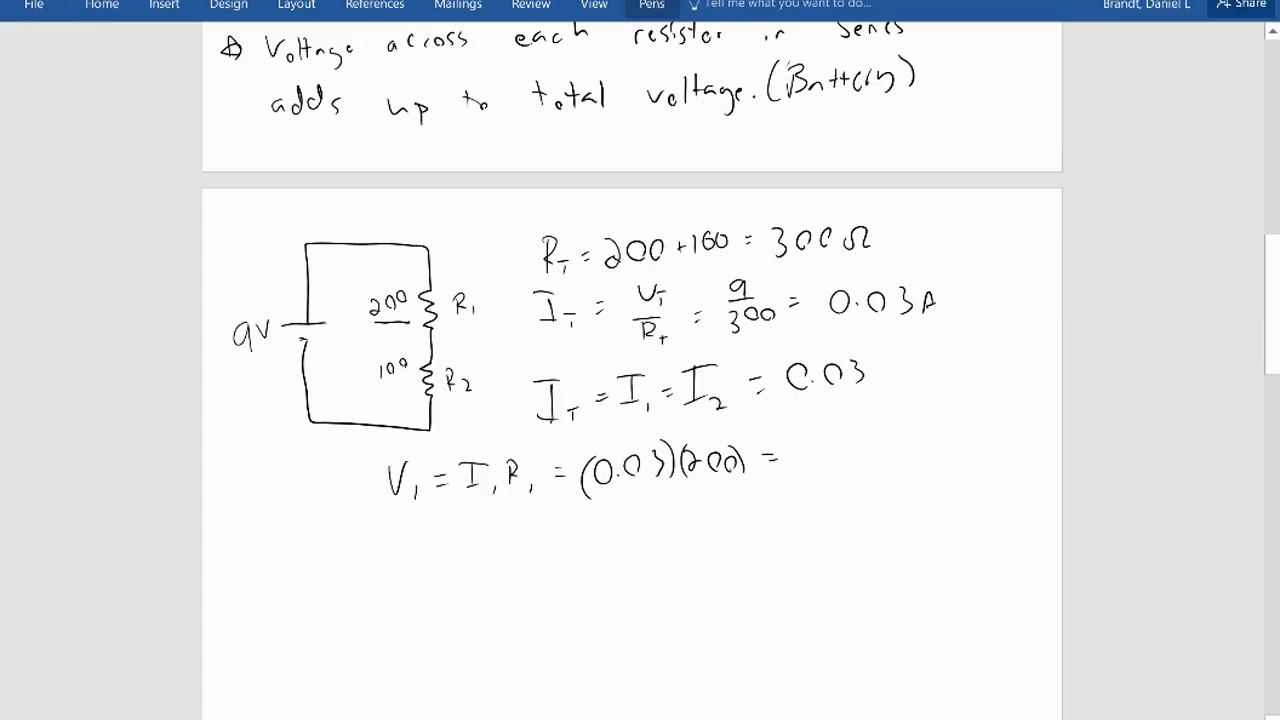 File Home Insert Design Layout References Mailings Review View Pens Tell me what you want to do... Brandt, Daniel L Share
Voltage across each resistor in series
adds up to total voltage. (Battery)
R_T = 200 + 100 = 300 Ω
I_T = V_T / R_T = 9 / 300 = 0.03 A
I_T = I_1 = I_2 = 0.03
V_1 = I_1 R_1 = (0.03)(200) =
9V
200
R_1
100
R2